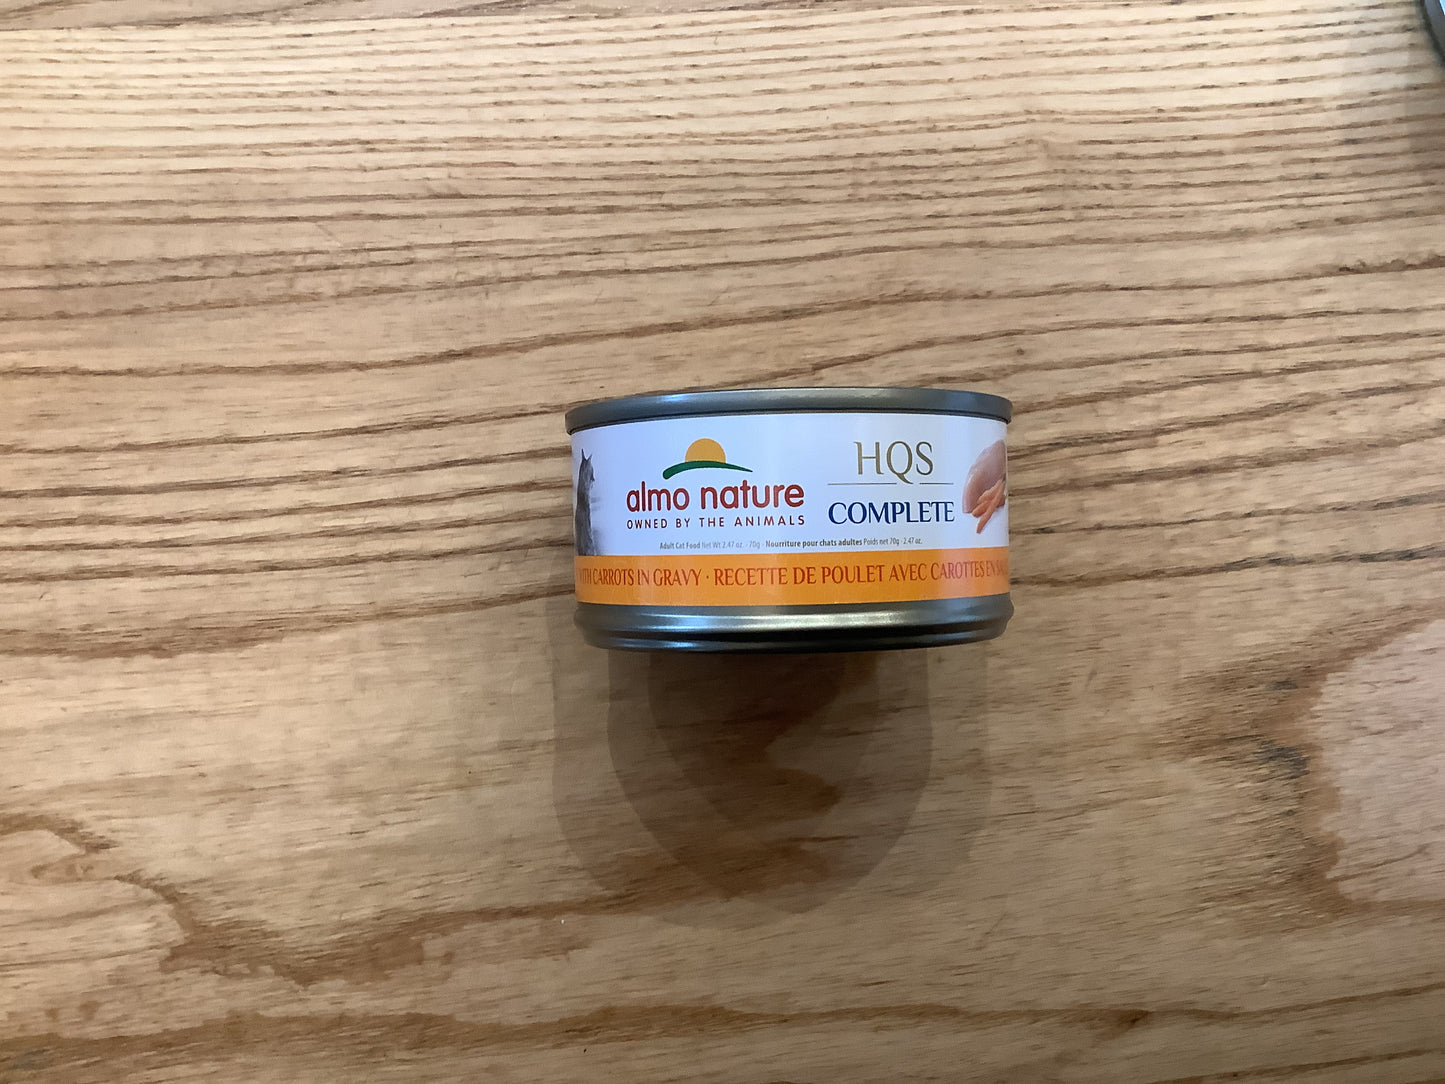 almo nature
OWNED BY THE ANIMALS
HQS
COMPLETE
Adult Cat Food Net Wt 2.47 oz. - 70g - Nourriture pour chats adultes Poids net 70g - 2.47 oz.
WITH CARROTS IN GRAVY · RECETTE DE POULET AVEC CAROTTES EN